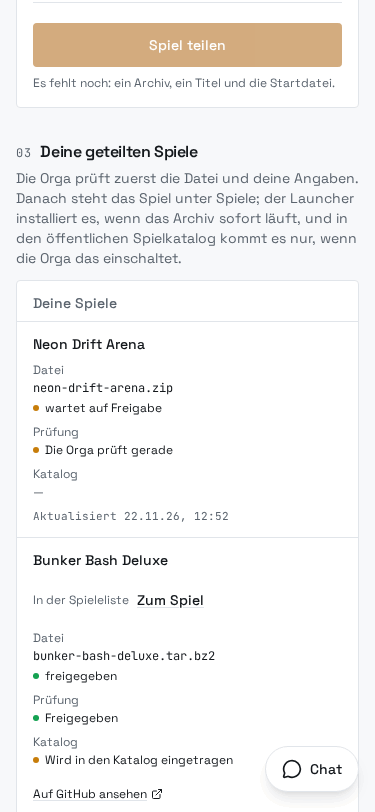 Spiel teilen
Es fehlt noch: ein Archiv, ein Titel und die Startdatei.
03 Deine geteilten Spiele
Die Orga prüft zuerst die Datei und deine Angaben.
Danach steht das Spiel unter Spiele; der Launcher
installiert es, wenn das Archiv sofort läuft, und in
den öffentlichen Spielkatalog kommt es nur, wenn
die Orga das einschaltet.
Deine Spiele
Neon Drift Arena
Datei
neon-drift-arena.zip
wartet auf Freigabe
Prüfung
Die Orga prüft gerade
Katalog
—
Aktualisiert 22.11.26, 12:52
Bunker Bash Deluxe
In der Spieleliste Zum Spiel
Datei
bunker-bash-deluxe.tar.bz2
freigegeben
Prüfung
Freigegeben
Katalog
Wird in den Katalog eingetragen
Chat
Auf GitHub ansehen